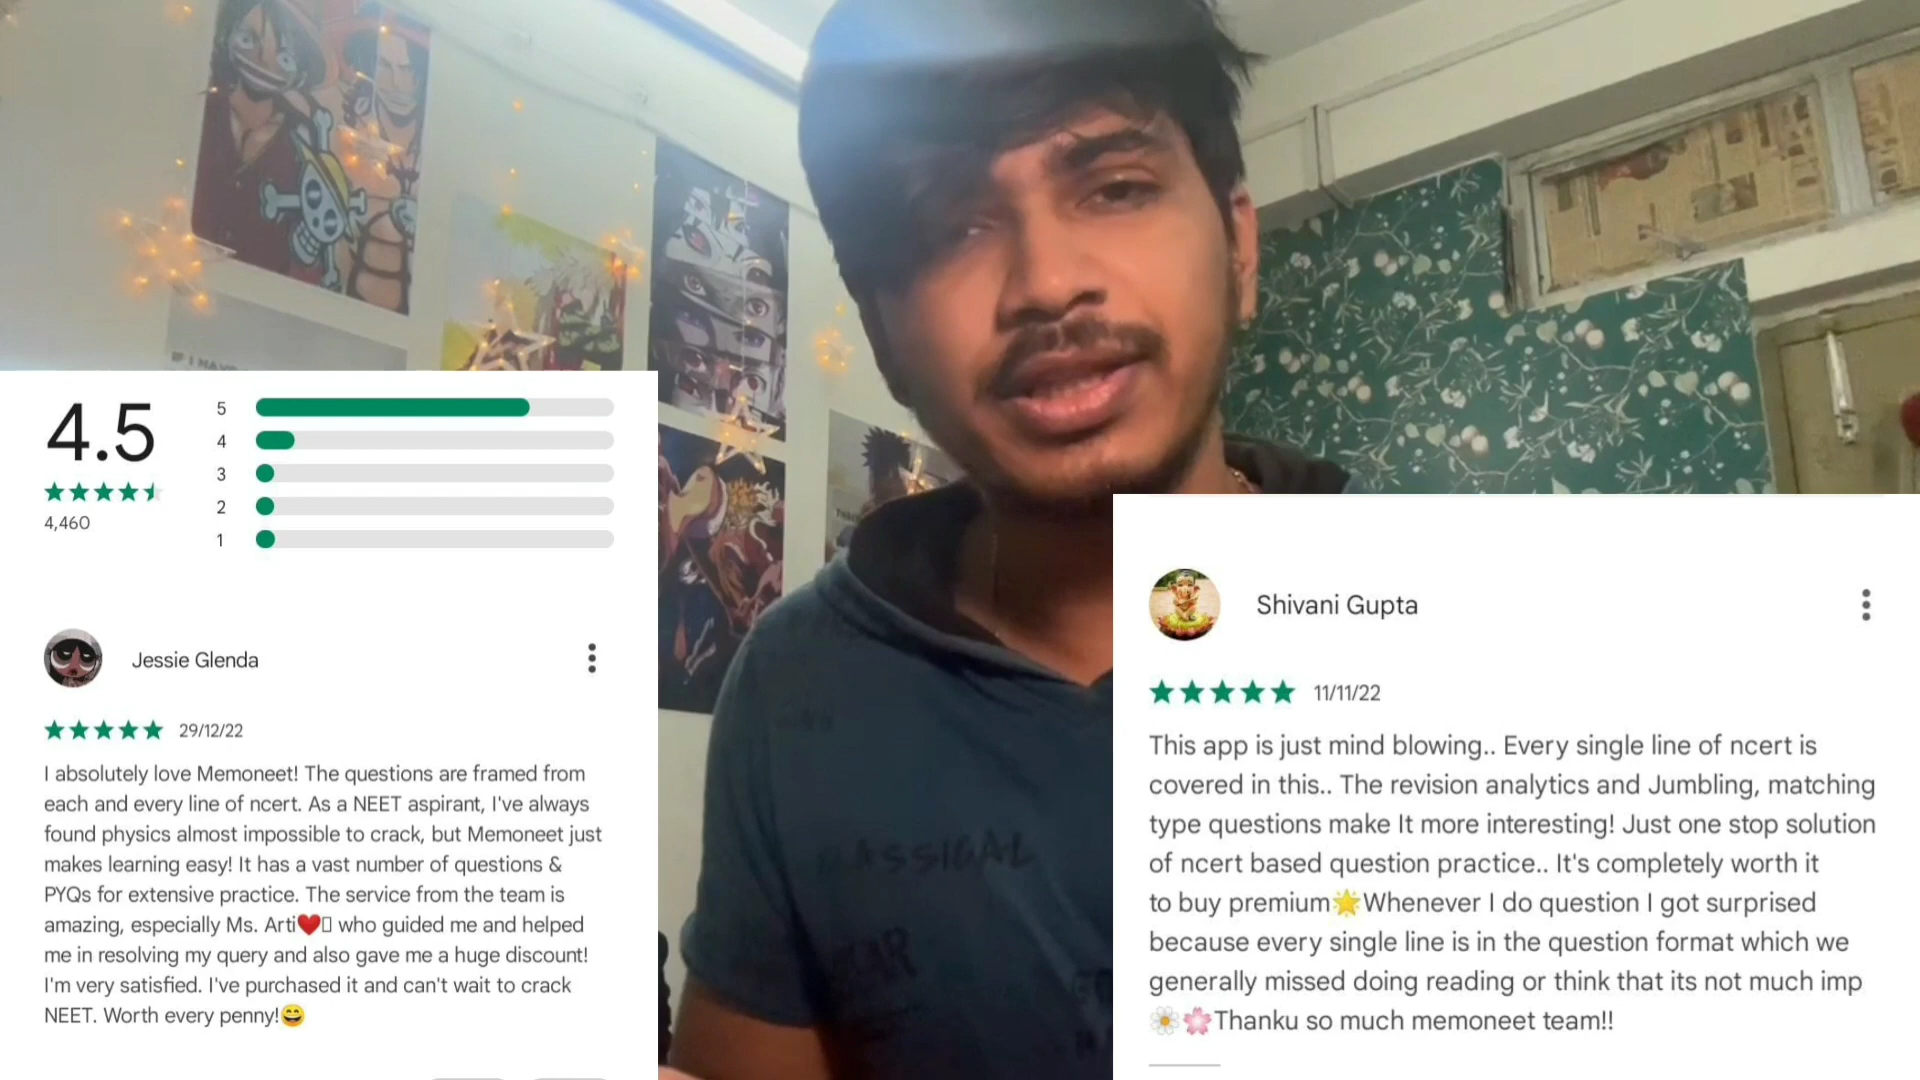 IF I HAVE
4.5
4,460
5
4
3
2
1
Jessie Glenda
29/12/22
I absolutely love Memoneet! The questions are framed from
each and every line of ncert. As a NEET aspirant, I've always
found physics almost impossible to crack, but Memoneet just
makes learning easy! It has a vast number of questions &
PYQs for extensive practice. The service from the team is
amazing, especially Ms. Arti❤️▯ who guided me and helped
me in resolving my query and also gave me a huge discount!
I'm very satisfied. I've purchased it and can't wait to crack
NEET. Worth every penny!😄
Shivani Gupta
11/11/22
This app is just mind blowing.. Every single line of ncert is
covered in this.. The revision analytics and Jumbling, matching
type questions make It more interesting! Just one stop solution
of ncert based question practice.. It's completely worth it
to buy premium🌟Whenever I do question I got surprised
because every single line is in the question format which we
generally missed doing reading or think that its not much imp
🌼🌸Thanku so much memoneet team!!